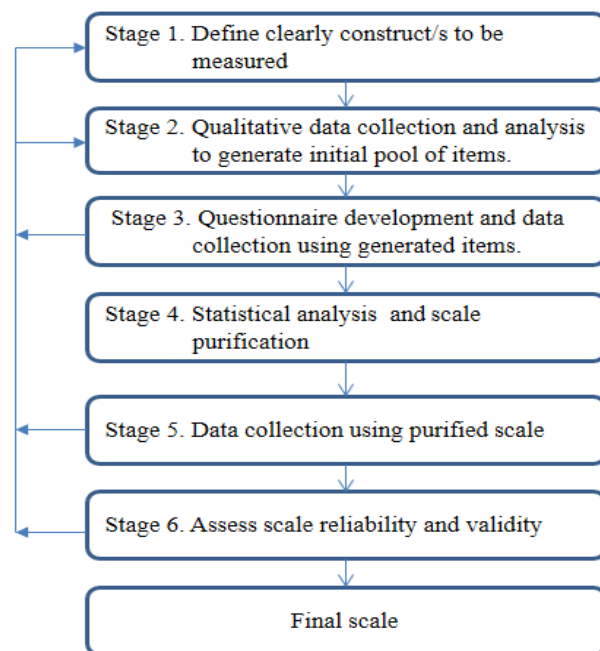 Stage 1. Define clearly construct/s to be
measured
Stage 2. Qualitative data collection and analysis
to generate initial pool of items.
Stage 3. Questionnaire development and data
collection using generated items.
Stage 4. Statistical analysis and scale
purification
Stage 5. Data collection using purified scale
Stage 6. Assess scale reliability and validity
Final scale